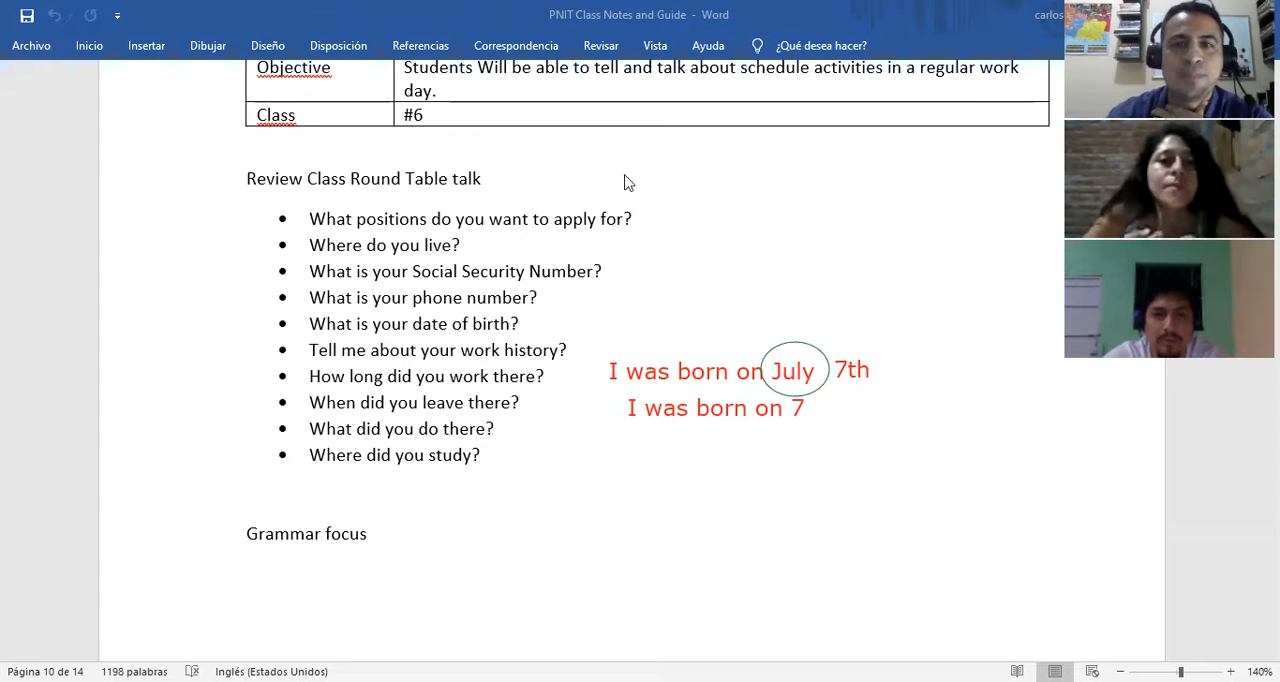 PNIT Class Notes and Guide - Word
carlos
Archivo Inicio Insertar Dibujar Diseño Disposición Referencias Correspondencia Revisar Vista Ayuda ¿Qué desea hacer?
Objective Students Will be able to tell and talk about schedule activities in a regular work
day.
Class #6
Review Class Round Table talk
• What positions do you want to apply for?
• Where do you live?
• What is your Social Security Number?
• What is your phone number?
• What is your date of birth?
• Tell me about your work history?
• How long did you work there?
• When did you leave there?
• What did you do there?
• Where did you study?
I was born on July 7th
I was born on 7
Grammar focus
Página 10 de 14 1198 palabras Inglés (Estados Unidos) 140%